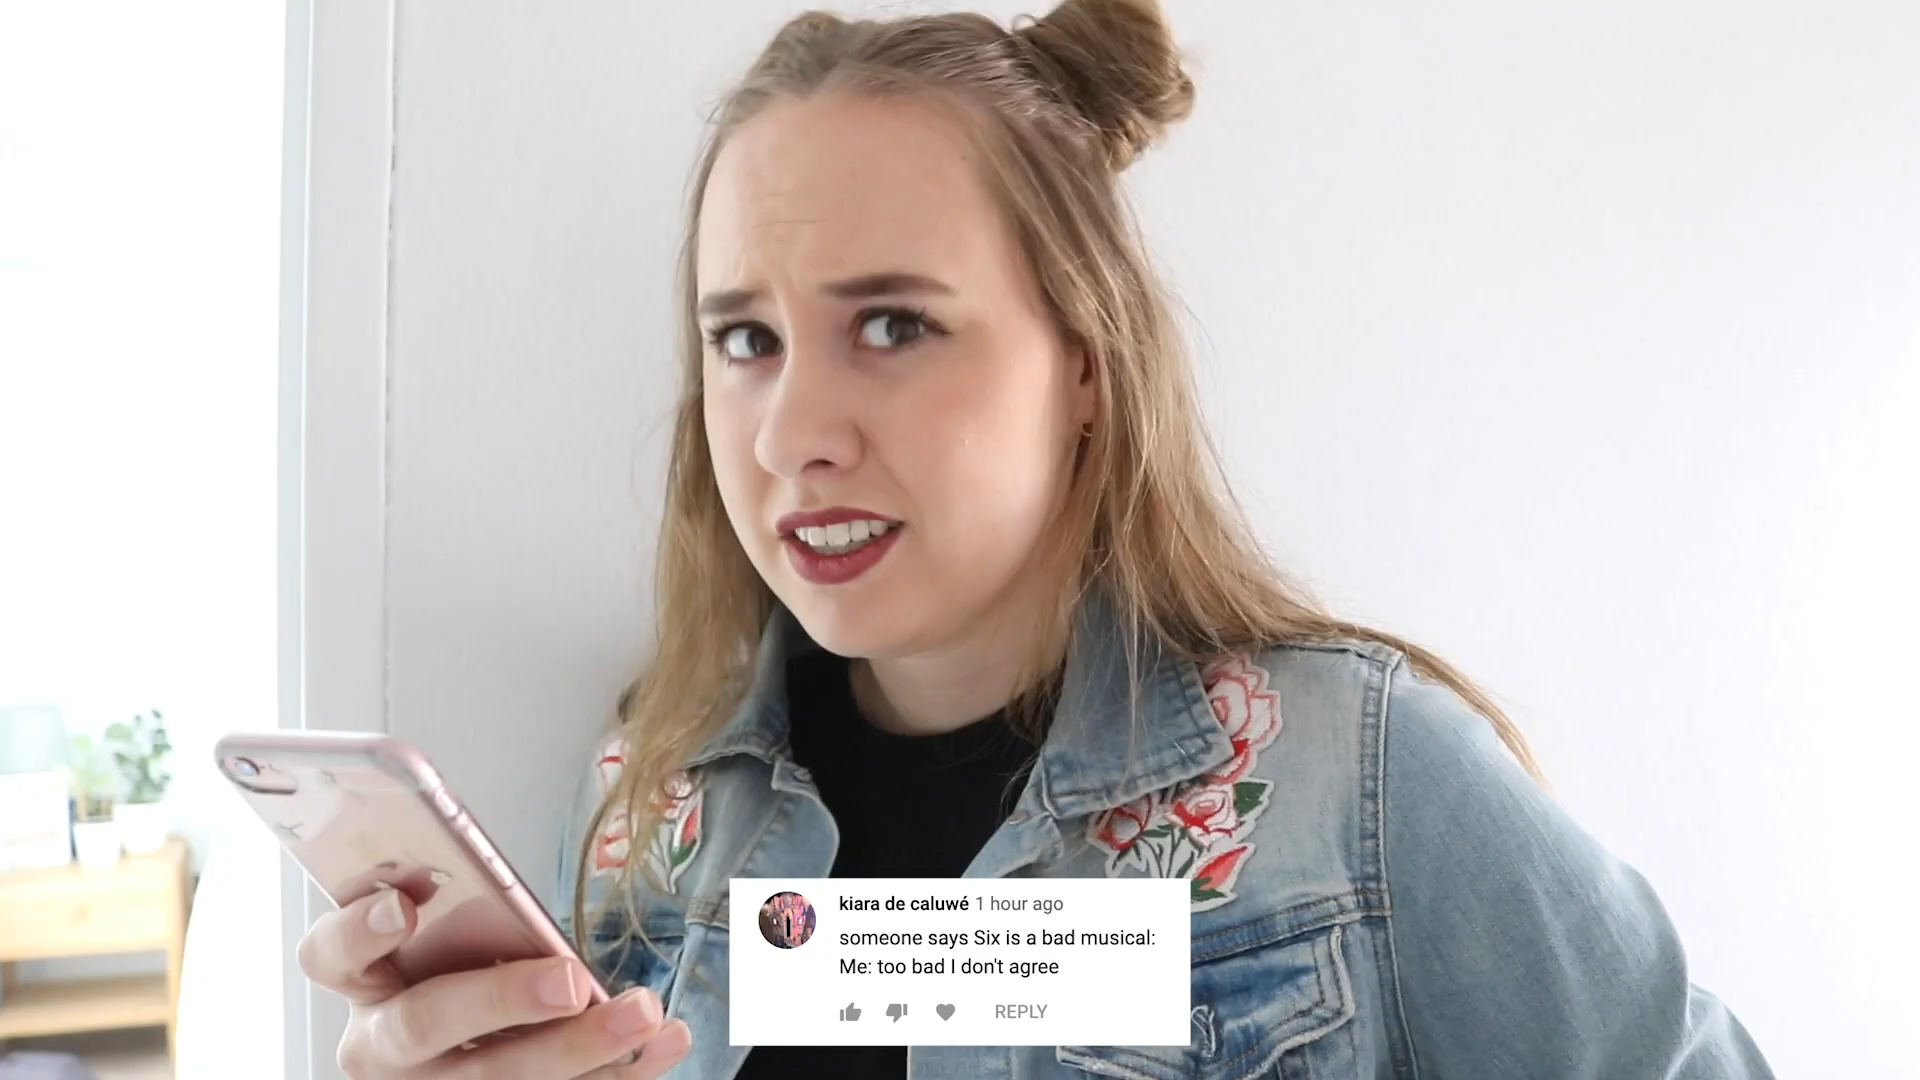 kiara de caluwé 1 hour ago
someone says Six is a bad musical:
Me: too bad I don't agree
REPLY